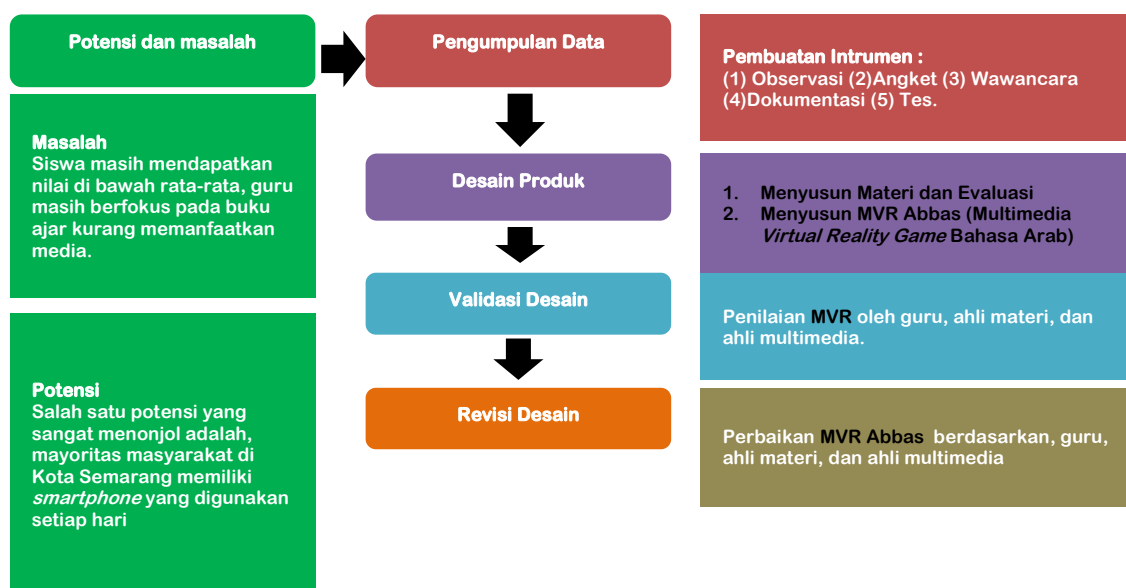 Potensi dan masalah
Masalah
Siswa masih mendapatkan
nilai di bawah rata-rata, guru
masih berfokus pada buku
ajar kurang memanfaatkan
media.
Potensi
Salah satu potensi yang
sangat menonjol adalah,
mayoritas masyarakat di
Kota Semarang memiliki
smartphone yang digunakan
setiap hari
Pengumpulan Data
Desain Produk
Validasi Desain
Revisi Desain
Pembuatan Intrumen :
(1) Observasi (2)Angket (3) Wawancara
(4)Dokumentasi (5) Tes.
1. Menyusun Materi dan Evaluasi
2. Menyusun MVR Abbas (Multimedia
Virtual Reality Game Bahasa Arab)
Penilaian MVR oleh guru, ahli materi, dan
ahli multimedia.
Perbaikan MVR Abbas berdasarkan, guru,
ahli materi, dan ahli multimedia